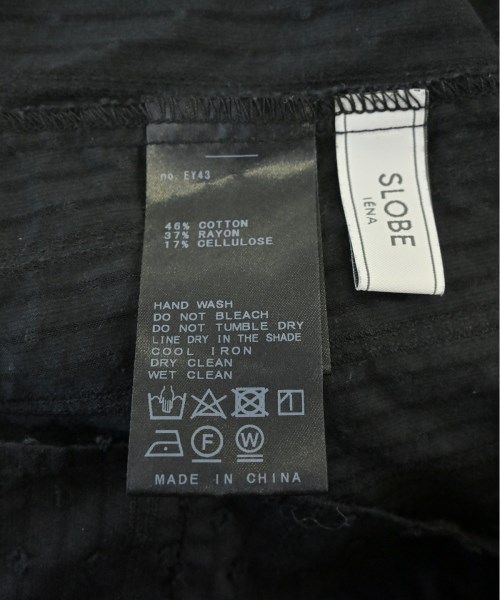 no. EY43
46% COTTON
37% RAYON
17% CELLULOSE
HAND WASH
DO NOT BLEACH
DO NOT TUMBLE DRY
LINE DRY IN THE SHADE
COOL IRON
DRY CLEAN
WET CLEAN
F W
MADE IN CHINA
SLOBE
IÉNA